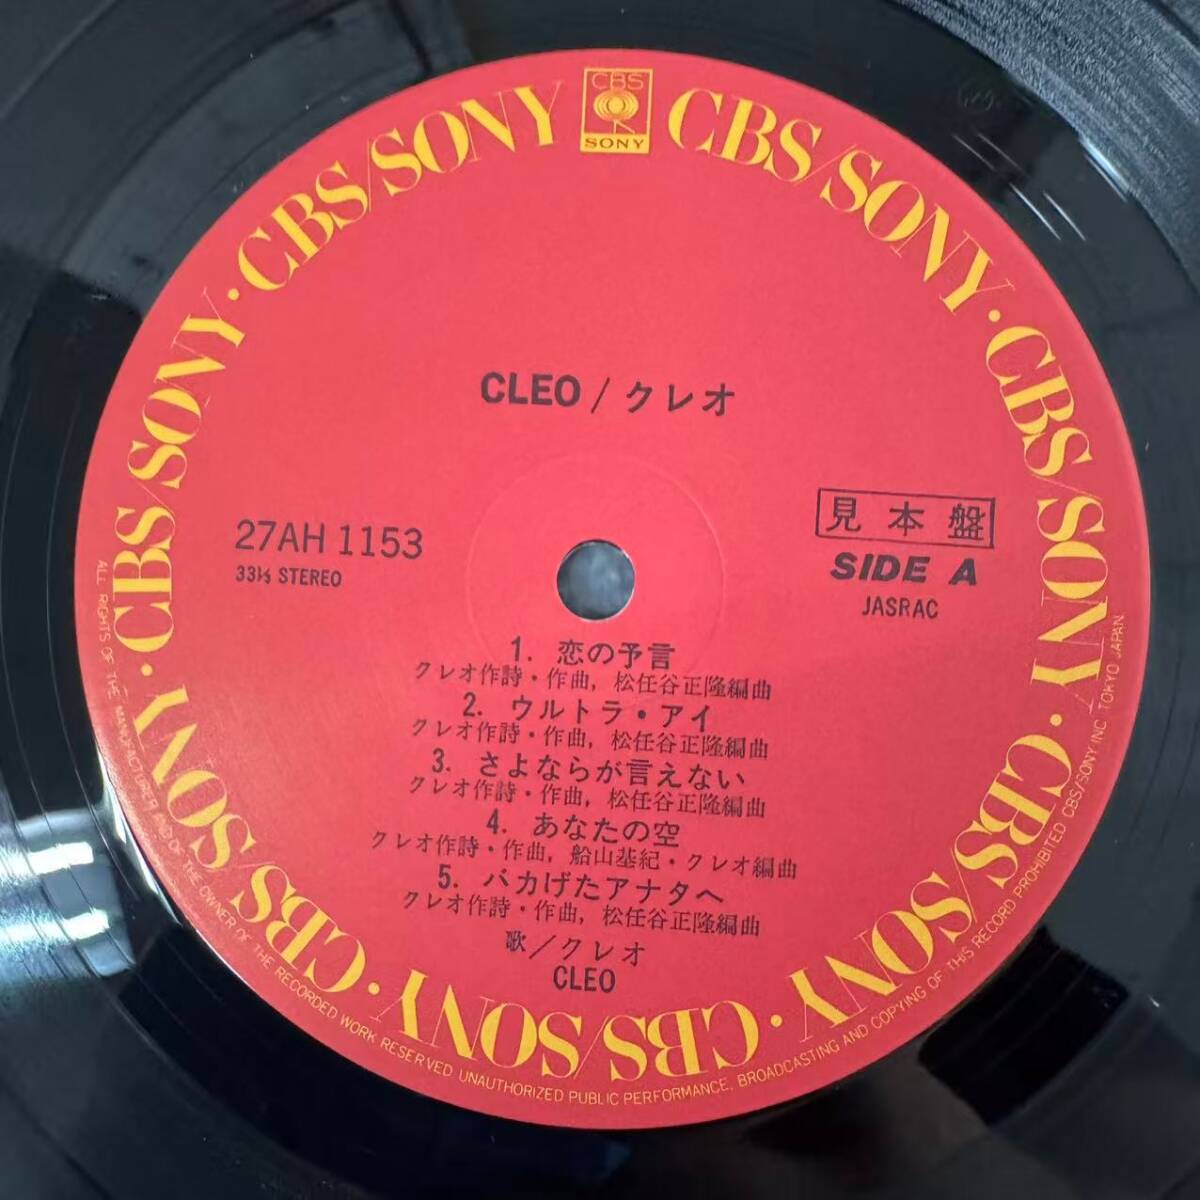 CBS
SONY
CBS/SONY · CBS/SONY · CBS/SONY · CBS/SONY · CBS/SONY · CBS/SONY · CBS/SONY · CBS/SONY · CBS/SONY
CLEO / クレオ
27AH 1153
33⅓ STEREO
見本盤
SIDE A
JASRAC
1. 恋の予言
クレオ作詩・作曲, 松任谷正隆編曲
2. ウルトラ・アイ
クレオ作詩・作曲, 松任谷正隆編曲
3. さよならが言えない
クレオ作詩・作曲, 松任谷正隆編曲
4. あなたの空
クレオ作詩・作曲, 船山基紀・クレオ編曲
5. バカげたアナタへ
クレオ作詩・作曲, 松任谷正隆編曲
歌／クレオ
CLEO
ALL RIGHTS OF THE MANUFACTURER AND OF THE OWNER OF THE RECORDED WORK RESERVED UNAUTHORIZED PUBLIC PERFORMANCE, BROADCASTING AND COPYING OF THIS RECORD PROHIBITED CBS/SONY INC TOKYO JAPAN